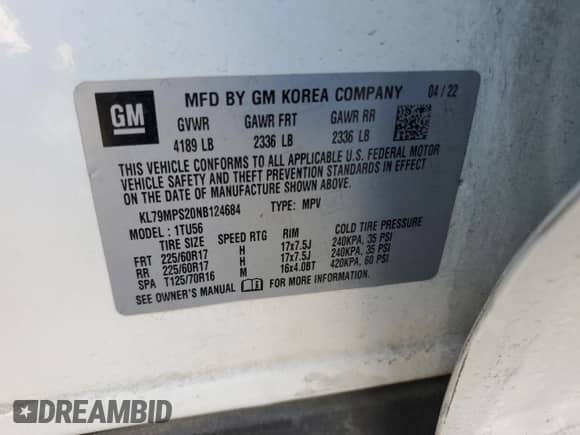 GM
MFD BY GM KOREA COMPANY 04 / 22
GVWR GAWR FRT GAWR RR
4189 LB 2336 LB 2336 LB
THIS VEHICLE CONFORMS TO ALL APPLICABLE U.S. FEDERAL MOTOR
VEHICLE SAFETY AND THEFT PREVENTION STANDARDS IN EFFECT
ON THE DATE OF MANUFACTURE SHOWN ABOVE.
KL79MPS20NB124684 TYPE: MPV
MODEL: 1TU56
TIRE SIZE SPEED RTG RIM COLD TIRE PRESSURE
FRT 225/60R17 H 17x7.5J 240KPA, 35 PSI
RR 225/60R17 H 17x7.5J 240KPA, 35 PSI
SPA T125/70R16 M 16x4.0BT 420KPA, 60 PSI
SEE OWNER'S MANUAL FOR MORE INFORMATION.
DREAMBID